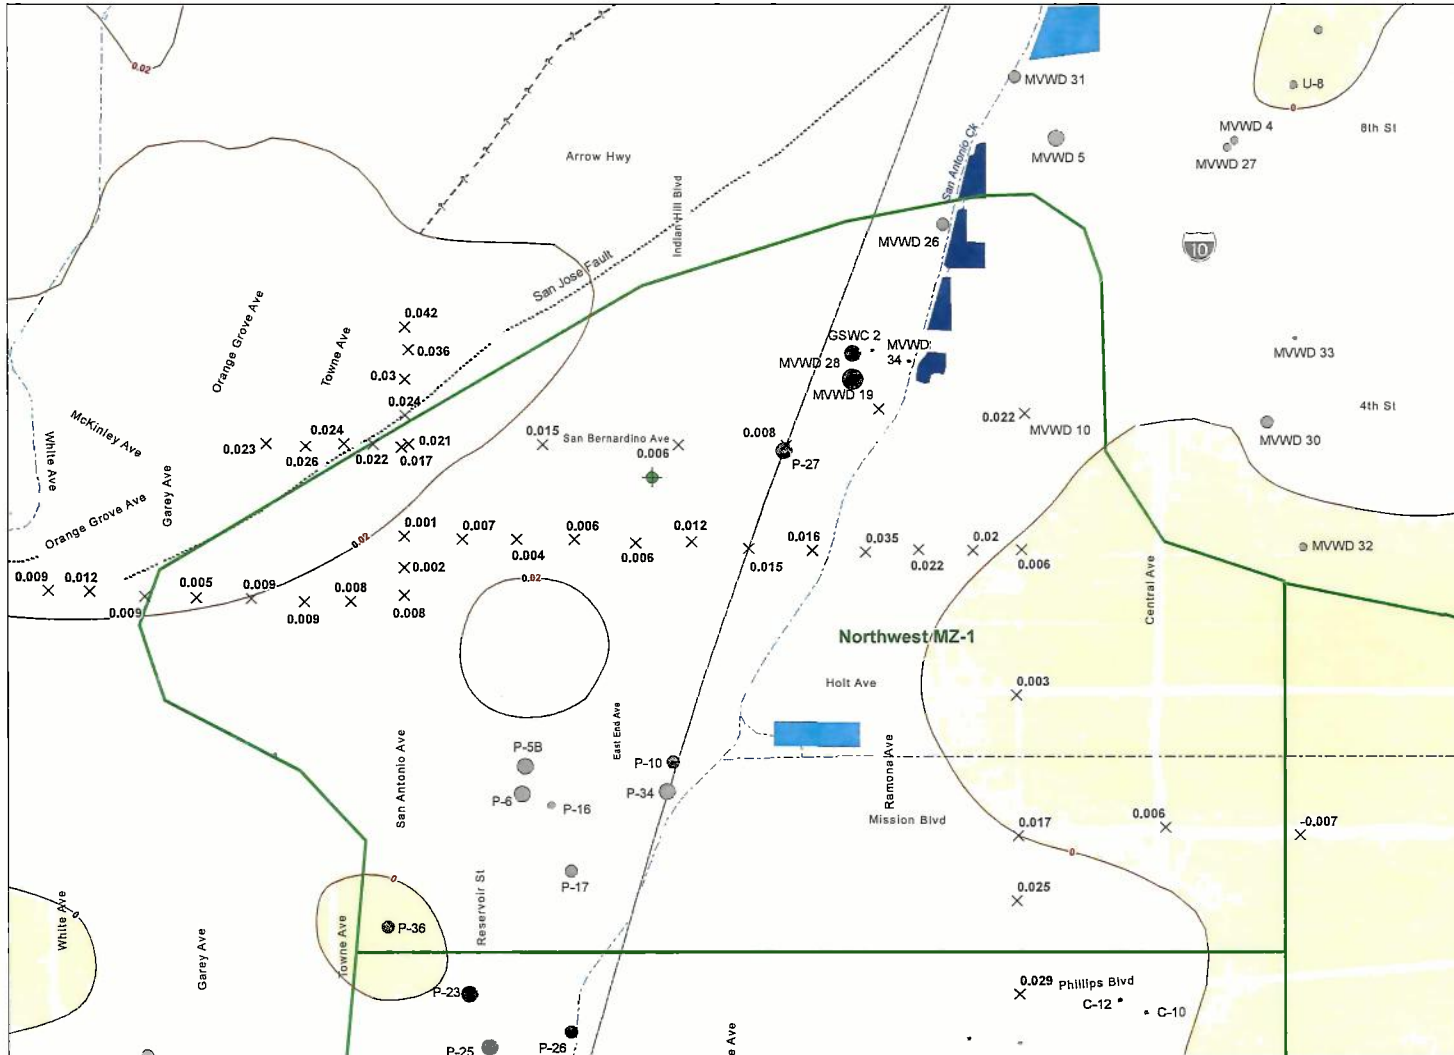 0.02
MVWD 31
U-8
0
MVWD 4
8th St
MVWD 27
MVWD 5
Arrow Hwy
San Antonio Ck
Indian Hill Blvd
MVWD 26
10
San Jose Fault
Orange Grove Ave
Towne Ave
0.042
0.036
0.03
0.024
GSWC 2
MVWD
34
MVWD 28
MVWD 19
MVWD 33
4th St
McKinley Ave
White Ave
Garey Ave
0.023
0.026
0.024
0.022
0.021
0.017
0.015
San Bernardino Ave
0.006
0.008
P-27
0.022
MVWD 10
MVWD 30
Orange Grove Ave
0.02
0.001
0.007
0.004
0.006
0.006
0.012
0.015
0.016
0.035
0.022
0.02
0.006
MVWD 32
0.009
0.012
0.009
0.005
0.009
0.009
0.008
0.002
0.008
0.02
Central Ave
Northwest MZ-1
Holt Ave
0.003
East End Ave
San Antonio Ave
P-5B
P-10
P-6
P-16
P-34
Ramona Ave
Mission Blvd
0.017
0.006
-0.007
0
P-17
0
0.025
White Ave
0
Garey Ave
Towne Ave
P-36
Reservoir St
P-23
0.029
Phillips Blvd
C-12
C-10
P-25
P-26
e Ave